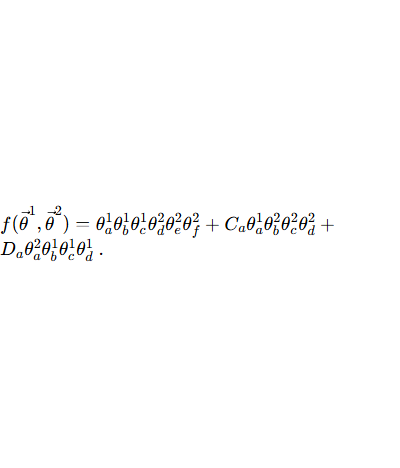 $f(\vec{\theta}^1, \vec{\theta}^2) = \theta_a^1 \theta_b^1 \theta_c^1 \theta_d^2 \theta_e^2 \theta_f^2 + C_a \theta_a^1 \theta_b^2 \theta_c^2 \theta_d^2 +$
$D_a \theta_a^2 \theta_b^1 \theta_c^1 \theta_d^1$ .